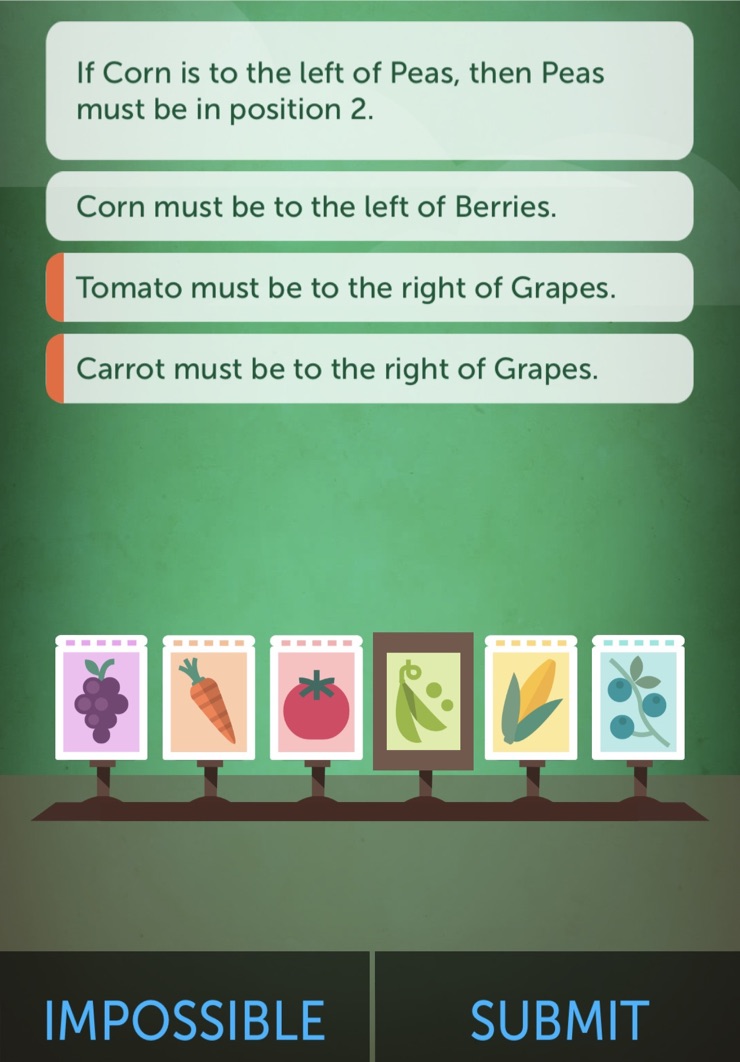 If Corn is to the left of Peas, then Peas
must be in position 2.
Corn must be to the left of Berries.
Tomato must be to the right of Grapes.
Carrot must be to the right of Grapes.
IMPOSSIBLE
SUBMIT